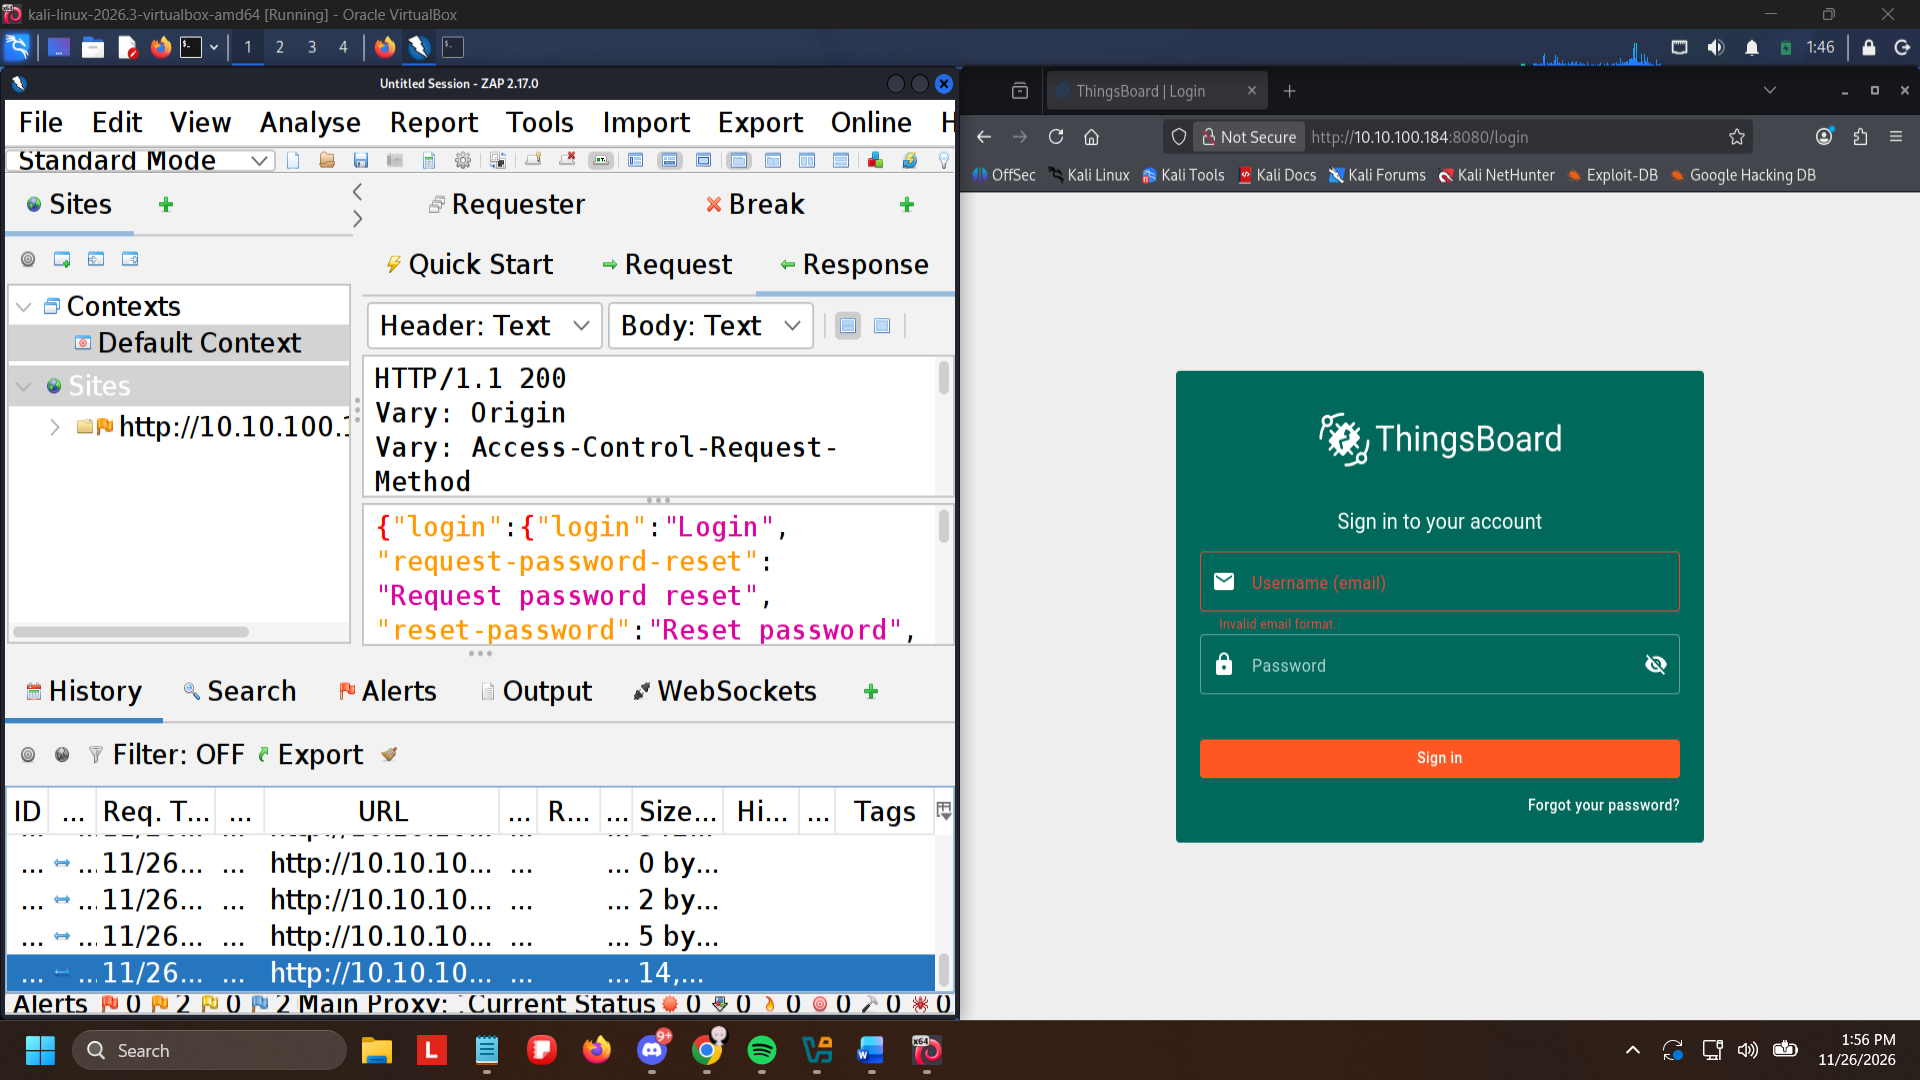 kali-linux-2026.3-virtualbox-amd64 [Running] - Oracle VirtualBox
1 2 3 4
1:46
Untitled Session - ZAP 2.17.0
File Edit View Analyse Report Tools Import Export Online H
Standard Mode
Sites
Requester Break
Quick Start Request Response
Contexts
Default Context
Sites
http://10.10.100.1
Header: Text Body: Text
HTTP/1.1 200
Vary: Origin
Vary: Access-Control-Request-
Method
{"login":{"login":"Login",
"request-password-reset":
"Request password reset",
"reset-password":"Reset password",
History Search Alerts Output WebSockets
Filter: OFF Export
ID ... Req. T... ... URL ... R... ... Size... Hi... ... Tags
... ... 11/26... ... http://10.10.10... ... ... 0 by...
... ... 11/26... ... http://10.10.10... ... ... 2 by...
... ... 11/26... ... http://10.10.10... ... ... 5 by...
... ... 11/26... ... http://10.10.10... ... ... 14,...
Alerts 0 2 0 2 Main Proxy: Current Status 0 0 0 0 0 0
ThingsBoard | Login
Not Secure http://10.10.100.184:8080/login
OffSec Kali Linux Kali Tools Kali Docs Kali Forums Kali NetHunter Exploit-DB Google Hacking DB
ThingsBoard
Sign in to your account
Username (email)
Invalid email format.
Password
Sign in
Forgot your password?
Search
L
9+
x64
1:56 PM
11/26/2026